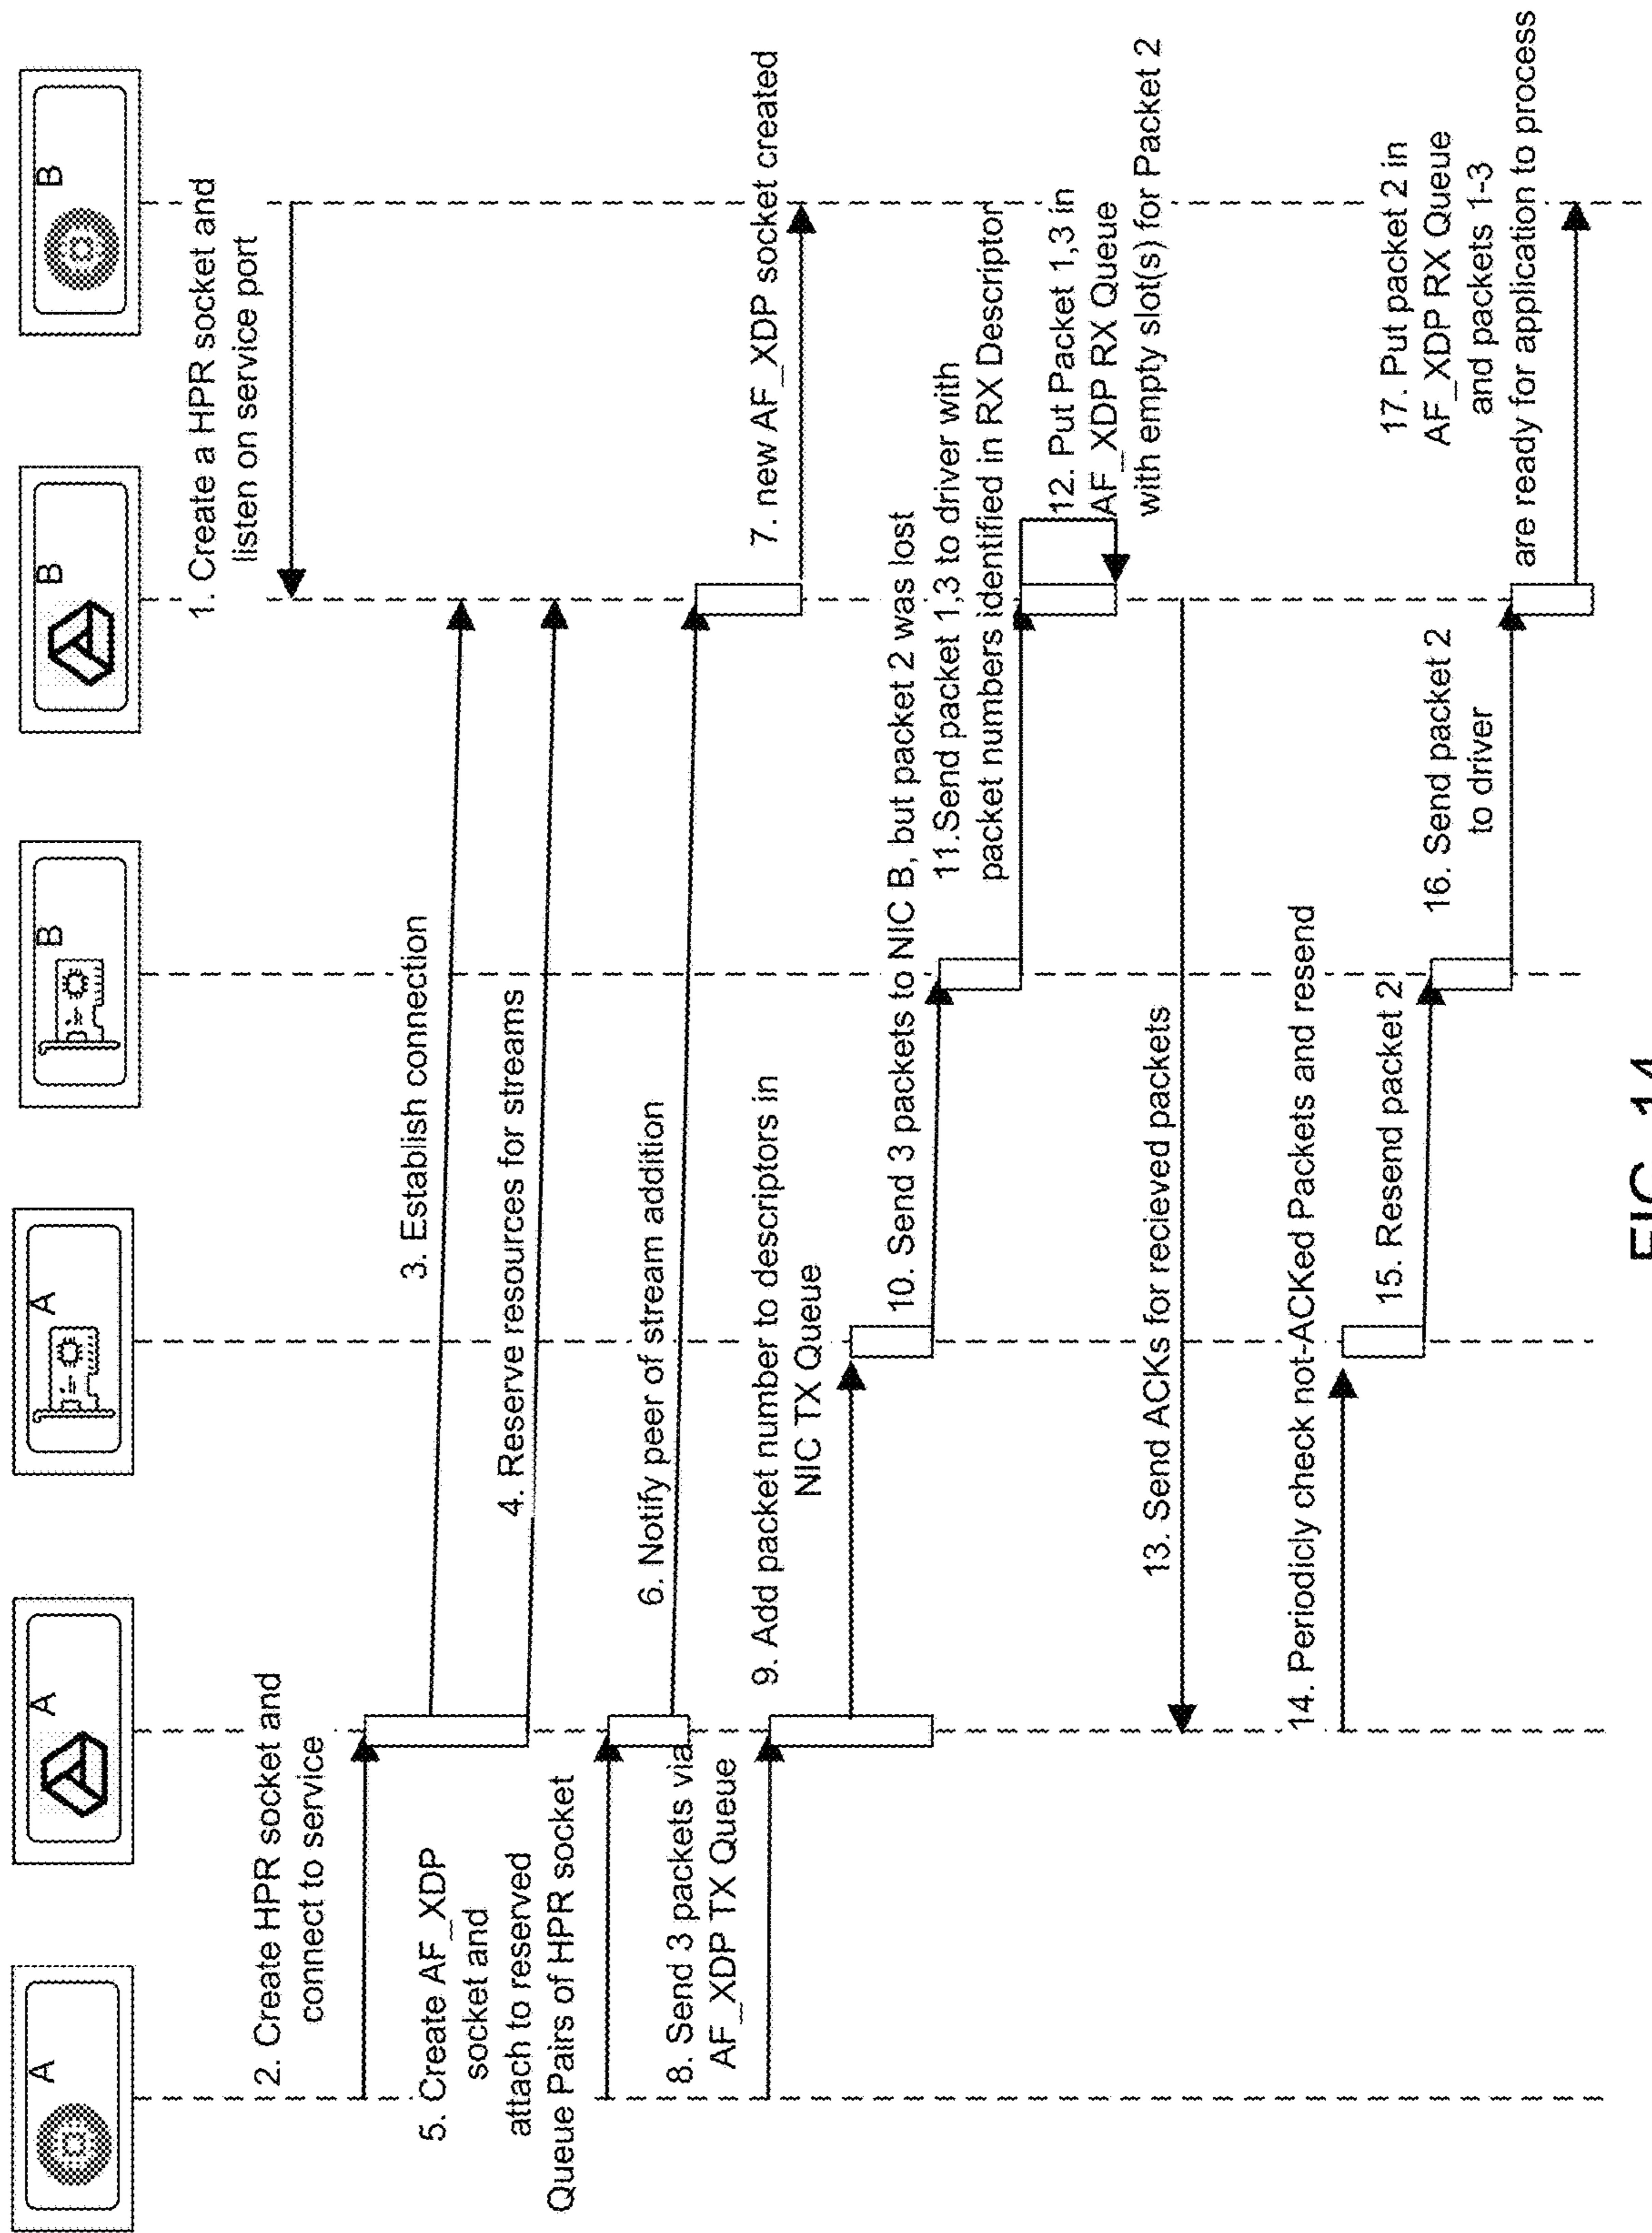 A
A
A
B
B
B
1. Create a HPR socket and
listen on service port
2. Create HPR socket and
connect to service
3. Establish connection
4. Reserve resources for streams
5. Create AF_XDP
socket and
attach to reserved
Queue Pairs of HPR socket
6. Notify peer of stream addition
7. new AF_XDP socket created
8. Send 3 packets via
AF_XDP TX Queue
9. Add packet number to descriptors in
NIC TX Queue
10. Send 3 packets to NIC B, but packet 2 was lost
11.Send packet 1,3 to driver with
packet numbers identified in RX Descriptor
12. Put Packet 1,3 in
AF_XDP RX Queue
with empty slot(s) for Packet 2
13. Send ACKs for recieved packets
14. Periodicly check not-ACKed Packets and resend
15. Resend packet 2
16. Send packet 2
to driver
17. Put packet 2 in
AF_XDP RX Queue
and packets 1-3
are ready for application to process
FIG. 14